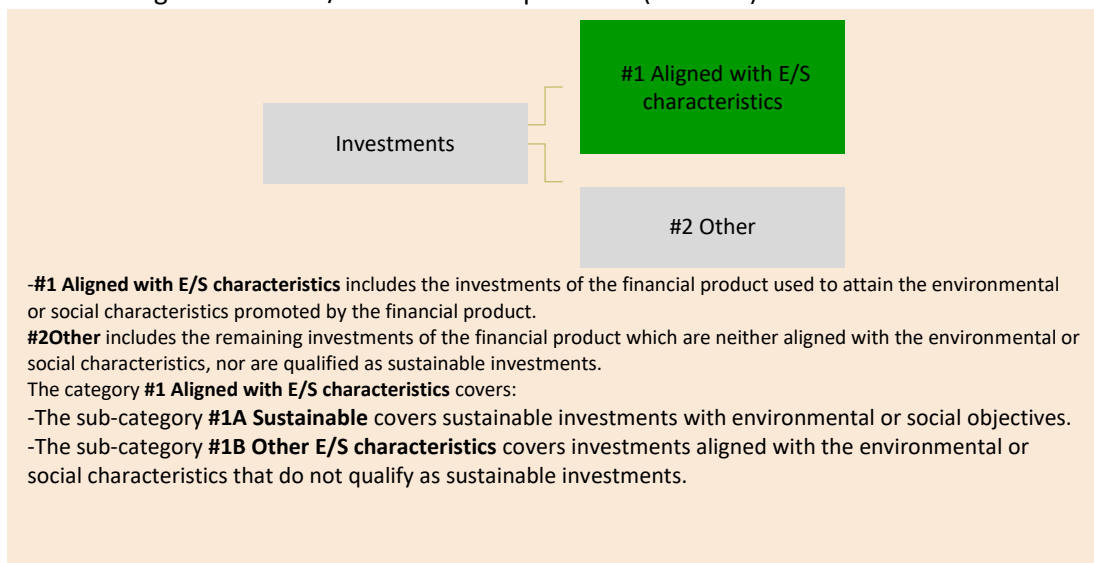 #1 Aligned with E/S
characteristics
Investments
#2 Other
-#1 Aligned with E/S characteristics includes the investments of the financial product used to attain the environmental
or social characteristics promoted by the financial product.
#2Other includes the remaining investments of the financial product which are neither aligned with the environmental or
social characteristics, nor are qualified as sustainable investments.
The category #1 Aligned with E/S characteristics covers:
-The sub-category #1A Sustainable covers sustainable investments with environmental or social objectives.
-The sub-category #1B Other E/S characteristics covers investments aligned with the environmental or
social characteristics that do not qualify as sustainable investments.